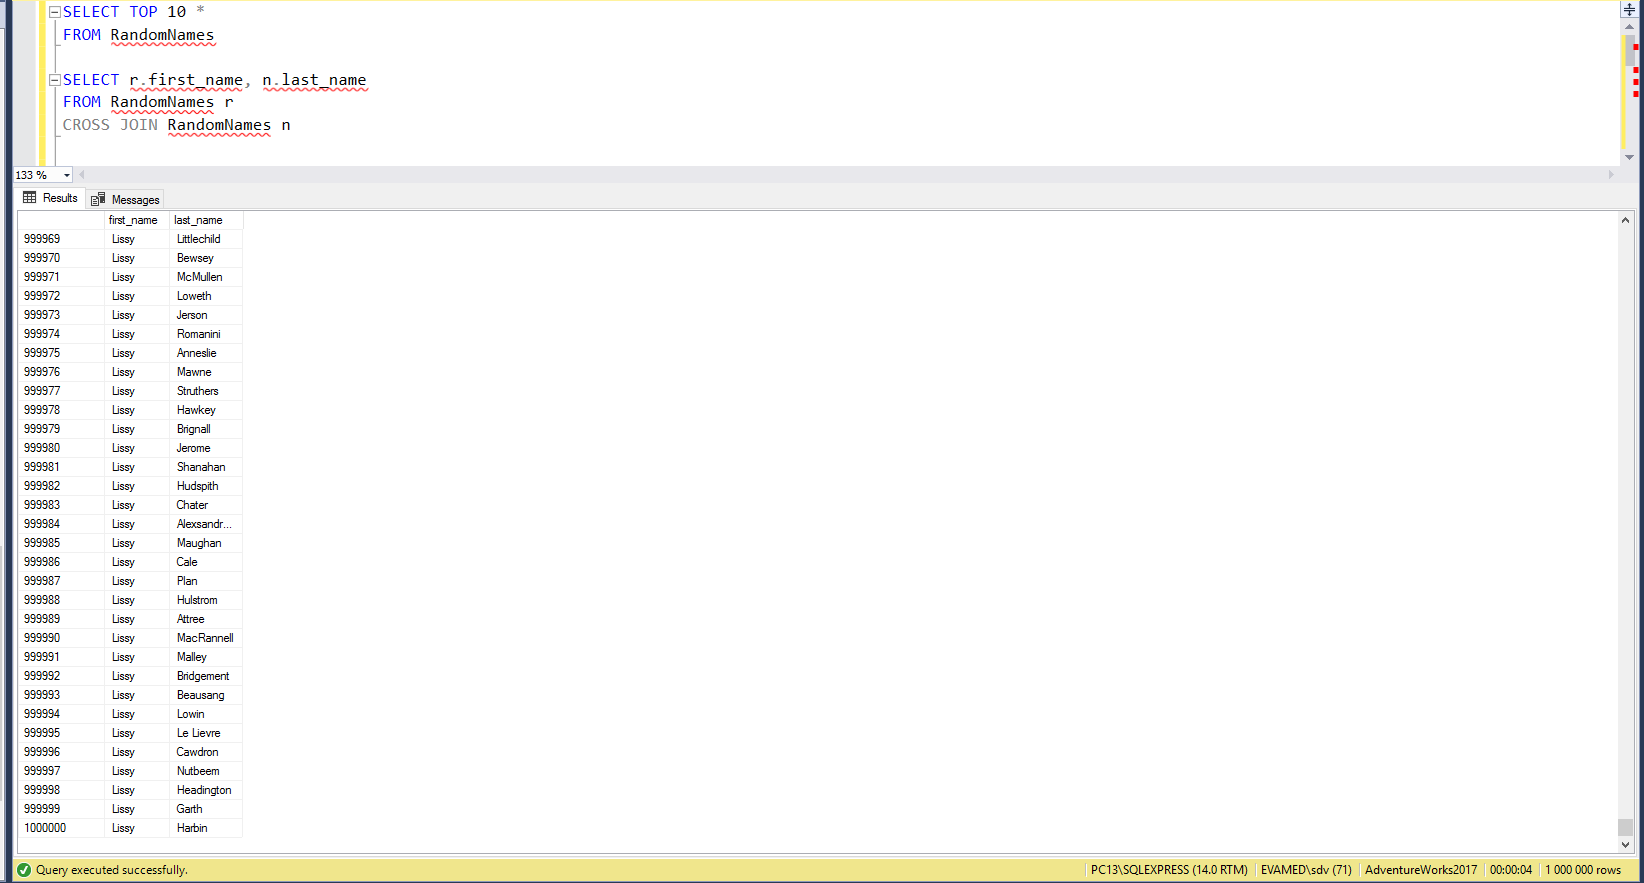 SELECT TOP 10 *
FROM RandomNames
SELECT r.first_name, n.last_name
FROM RandomNames r
CROSS JOIN RandomNames n
133 %
Results Messages
first_name last_name
999969 Lissy Littlechild
999970 Lissy Bewsey
999971 Lissy McMullen
999972 Lissy Loweth
999973 Lissy Jerson
999974 Lissy Romanini
999975 Lissy Anneslie
999976 Lissy Mawne
999977 Lissy Struthers
999978 Lissy Hawkey
999979 Lissy Brignall
999980 Lissy Jerome
999981 Lissy Shanahan
999982 Lissy Hudspith
999983 Lissy Chater
999984 Lissy Alexsandr...
999985 Lissy Maughan
999986 Lissy Cale
999987 Lissy Plan
999988 Lissy Hulstrom
999989 Lissy Attree
999990 Lissy MacRannell
999991 Lissy Malley
999992 Lissy Bridgement
999993 Lissy Beausang
999994 Lissy Lowin
999995 Lissy Le Lievre
999996 Lissy Cawdron
999997 Lissy Nutbeem
999998 Lissy Headington
999999 Lissy Garth
1000000 Lissy Harbin
Query executed successfully. PC13\SQLEXPRESS (14.0 RTM) EVAMED\sdv (71) AdventureWorks2017 00:00:04 1 000 000 rows